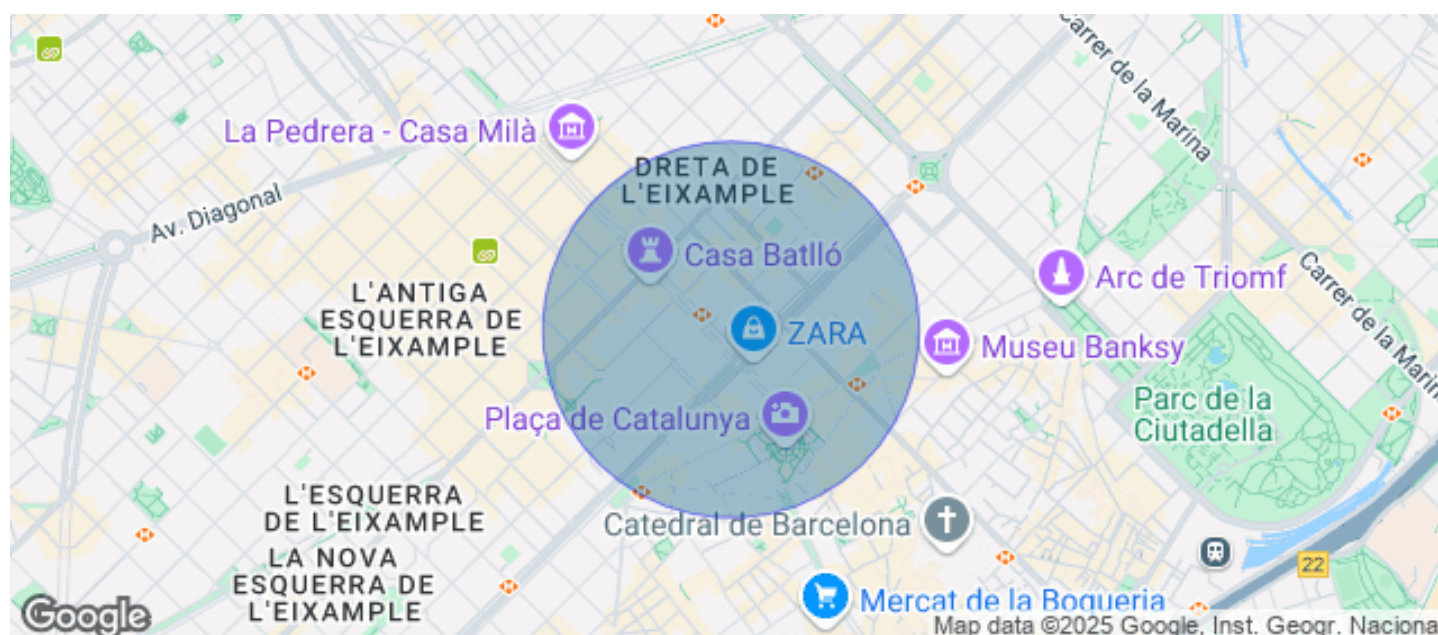 Carrer de la Marina
La Pedrera - Casa Milà
DRETA DE
L'EIXAMPLE
Av. Diagonal
Casa Batlló
Arc de Triomf
Carrer de la Marina
L'ANTIGA
ESQUERRA DE
L'EIXAMPLE
ZARA
Museu Banksy
Plaça de Catalunya
Parc de la
Ciutadella
L'ESQUERRA
DE L'EIXAMPLE
Catedral de Barcelona
LA NOVA
ESQUERRA DE
L'EIXAMPLE
22
Mercat de la Boqueria
Google
Map data ©2025 Google, Inst. Geogr. Naciona